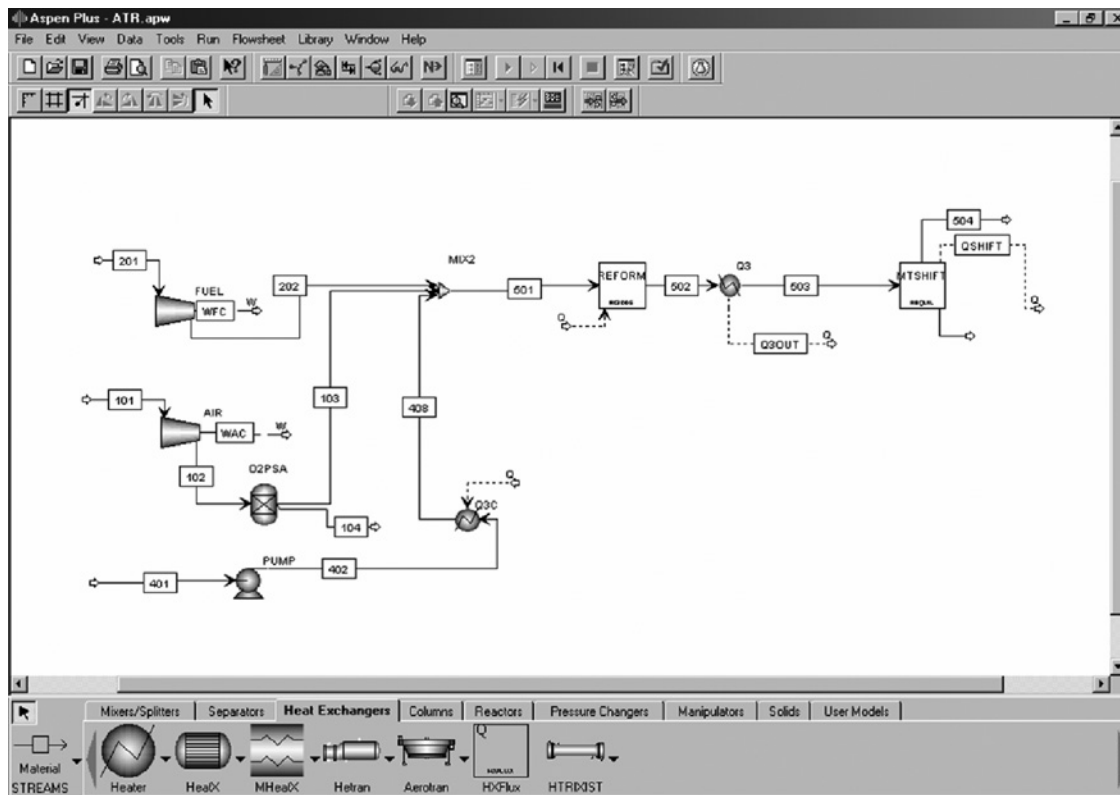 Aspen Plus - ATR.apw
File Edit View Data Tools Run Flowsheet Library Window Help
N>
504
QSHIFT
201
MIX2
Q3
FUEL
202
REFORM
MTSHIFT
WFC
W
501
502
503
Q
Q
Q3OUT
Q
101
103
408
AIR
WAC
W
O2PSA
102
Q
Q3C
104
PUMP
402
401
Mixers/Splitters Separators Heat Exchangers Columns Reactors Pressure Changers Manipulators Solids User Models
Q
Material
STREAMS Heater HeatX MHeatX Hetran Aerotran HXFlux HTRIXIST